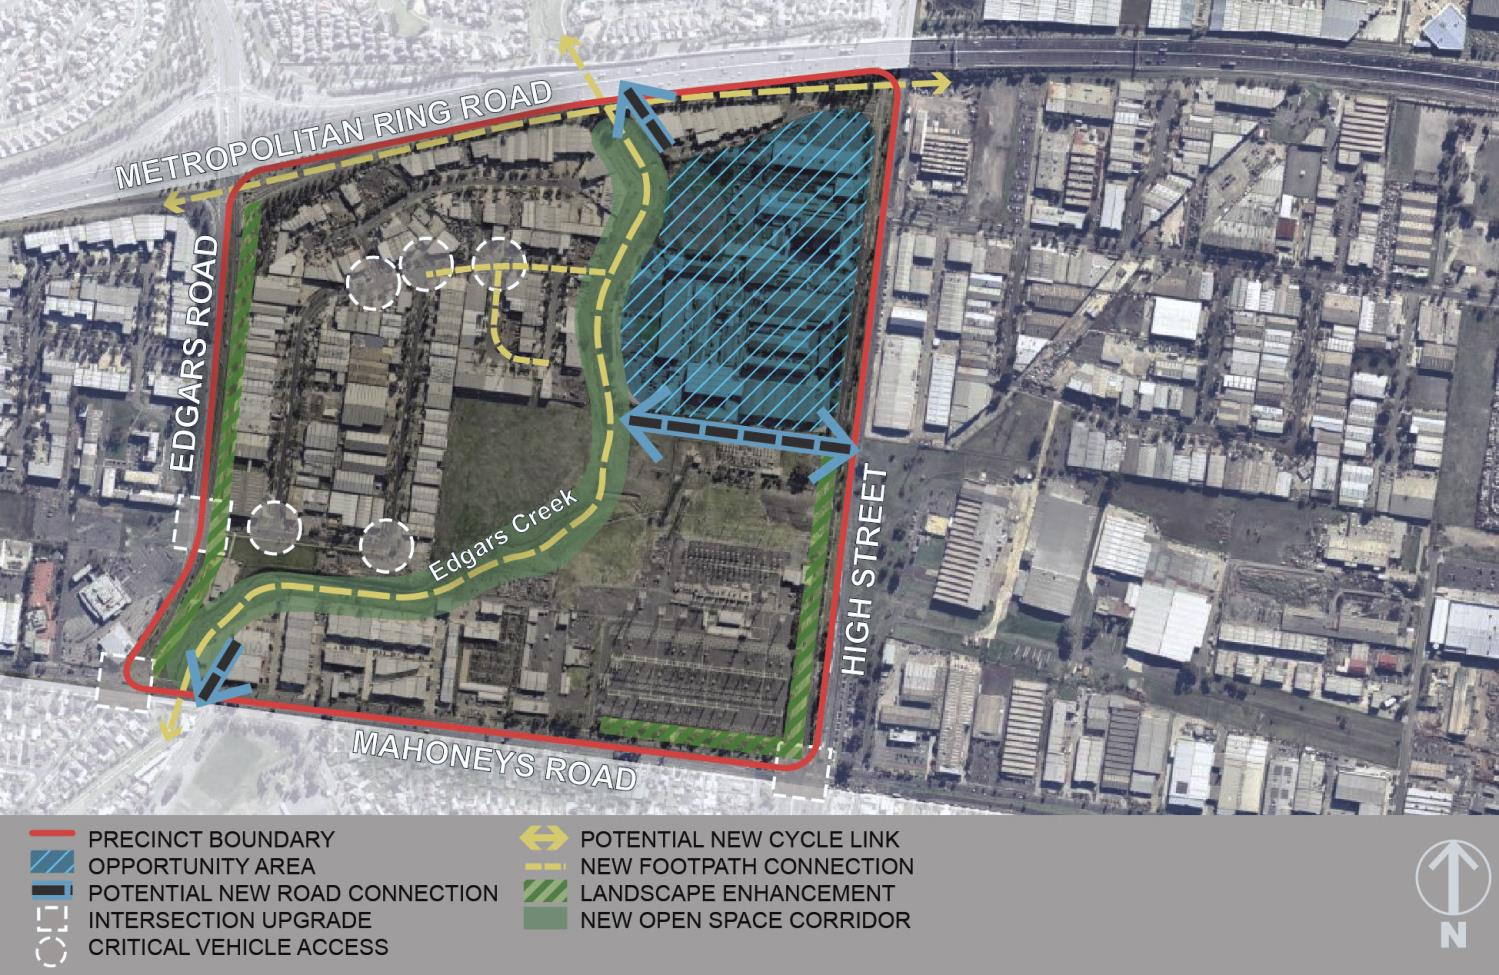 METROPOLITAN RING ROAD
EDGARS ROAD
Edgars Creek
HIGH STREET
MAHONEYS ROAD
PRECINCT BOUNDARY
OPPORTUNITY AREA
POTENTIAL NEW ROAD CONNECTION
INTERSECTION UPGRADE
CRITICAL VEHICLE ACCESS
POTENTIAL NEW CYCLE LINK
NEW FOOTPATH CONNECTION
LANDSCAPE ENHANCEMENT
NEW OPEN SPACE CORRIDOR
N